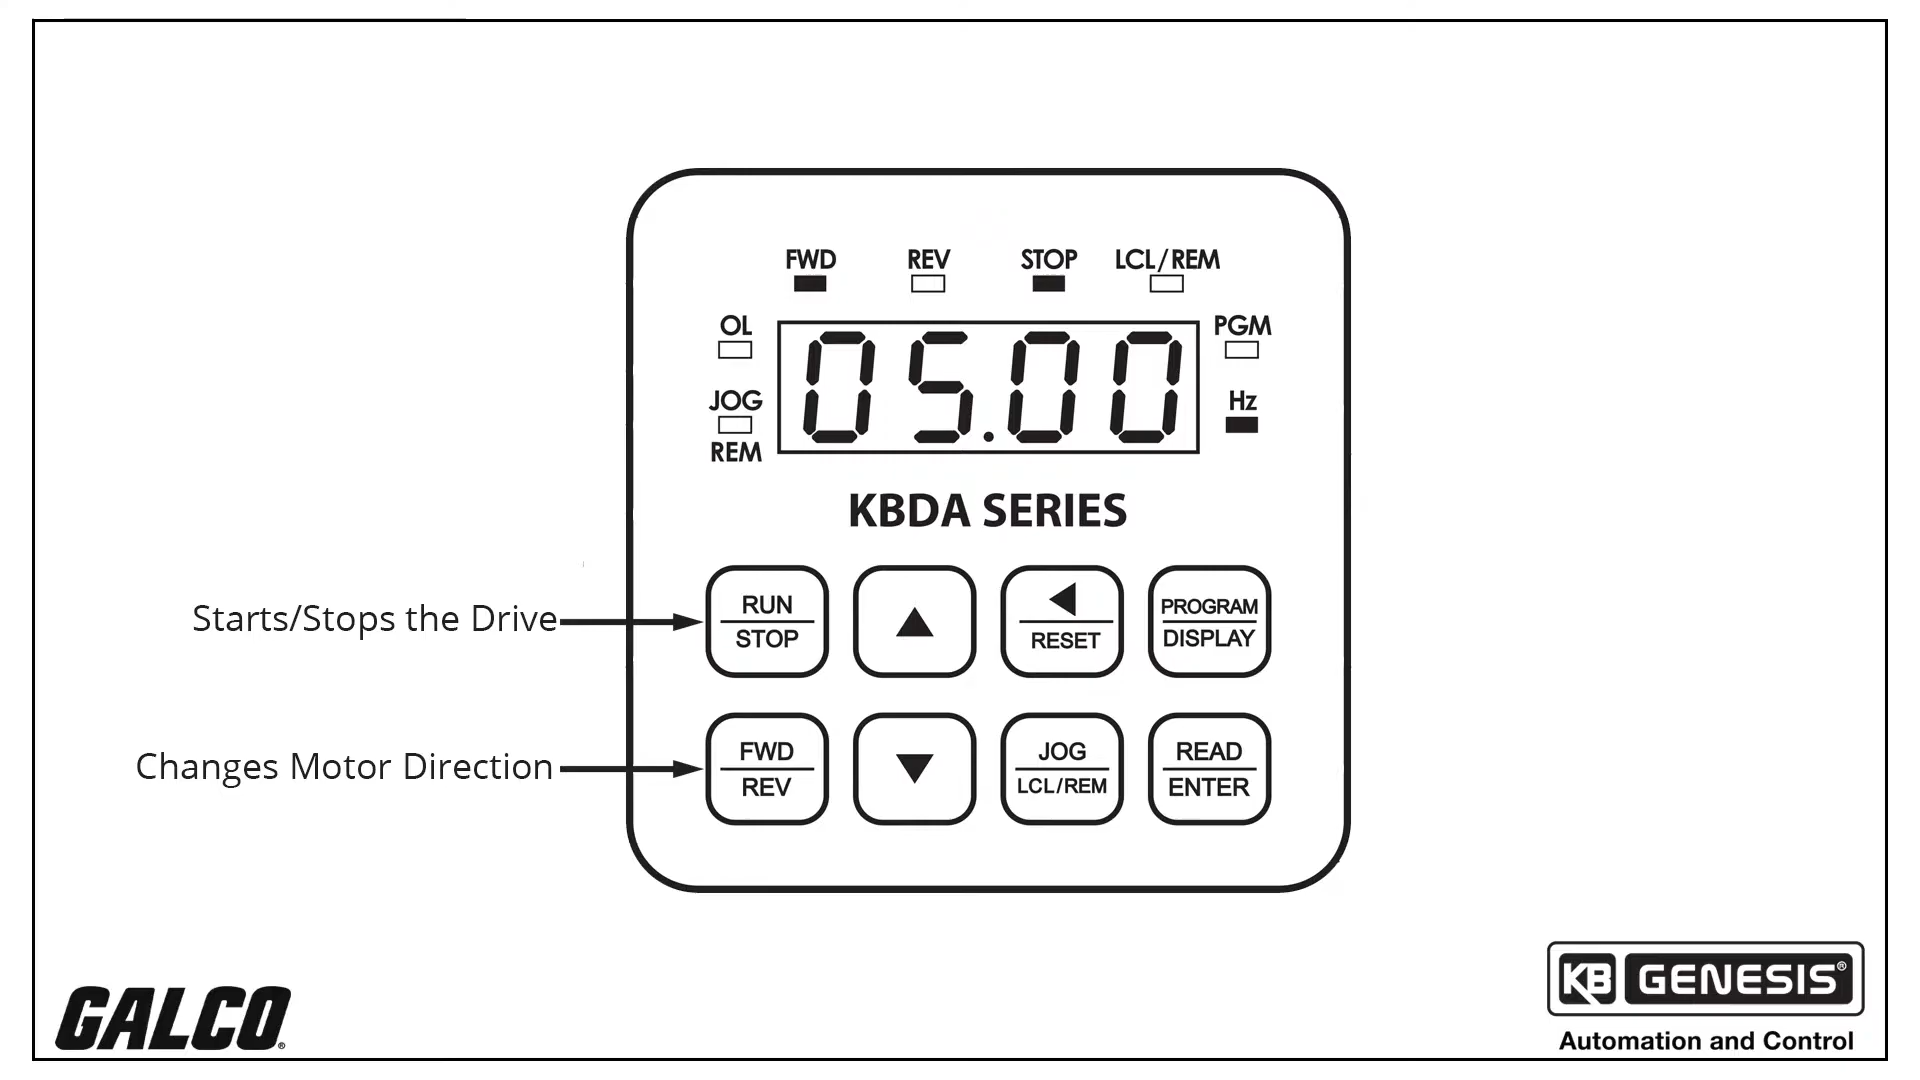 FWD REV STOP LCL/REM
OL PGM
05.00
JOG Hz
REM
KBDA SERIES
Starts/Stops the Drive
RUN
STOP
RESET
PROGRAM
DISPLAY
Changes Motor Direction
FWD
REV
JOG
LCL/REM
READ
ENTER
GALCO®
KB GENESIS®
Automation and Control